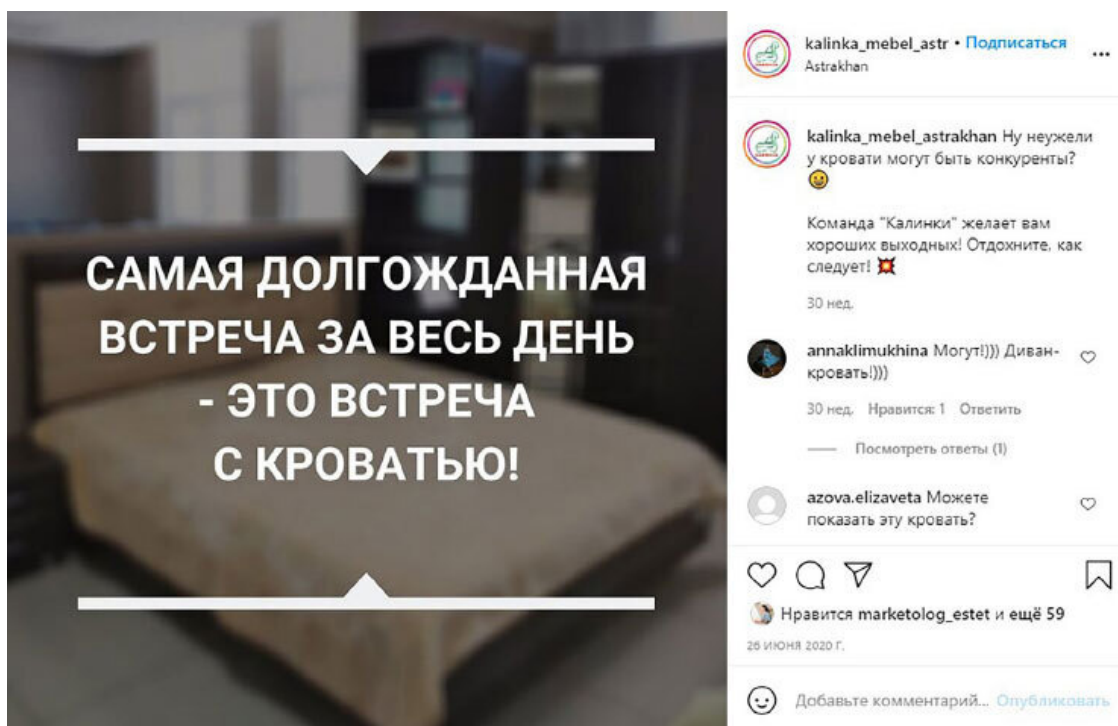 САМАЯ ДОЛГОЖДАННАЯ
ВСТРЕЧА ЗА ВЕСЬ ДЕНЬ
- ЭТО ВСТРЕЧА
С КРОВАТЬЮ!
kalinka_mebel_astr • Подписаться
Astrakhan
kalinka_mebel_astrakhan Ну неужели
у кровати могут быть конкуренты?
😀
Команда "Калинки" желает вам
хороших выходных! Отдохните, как
следует! 💥
30 нед.
annaklimukhina Могут!))) Диван-
кровать!)))
30 нед. Нравится: 1 Ответить
Посмотреть ответы (1)
azova.elizaveta Можете
показать эту кровать?
Нравится marketolog_estet и ещё 59
26 ИЮНЯ 2020 Г.
Добавьте комментарий... Опубликовать